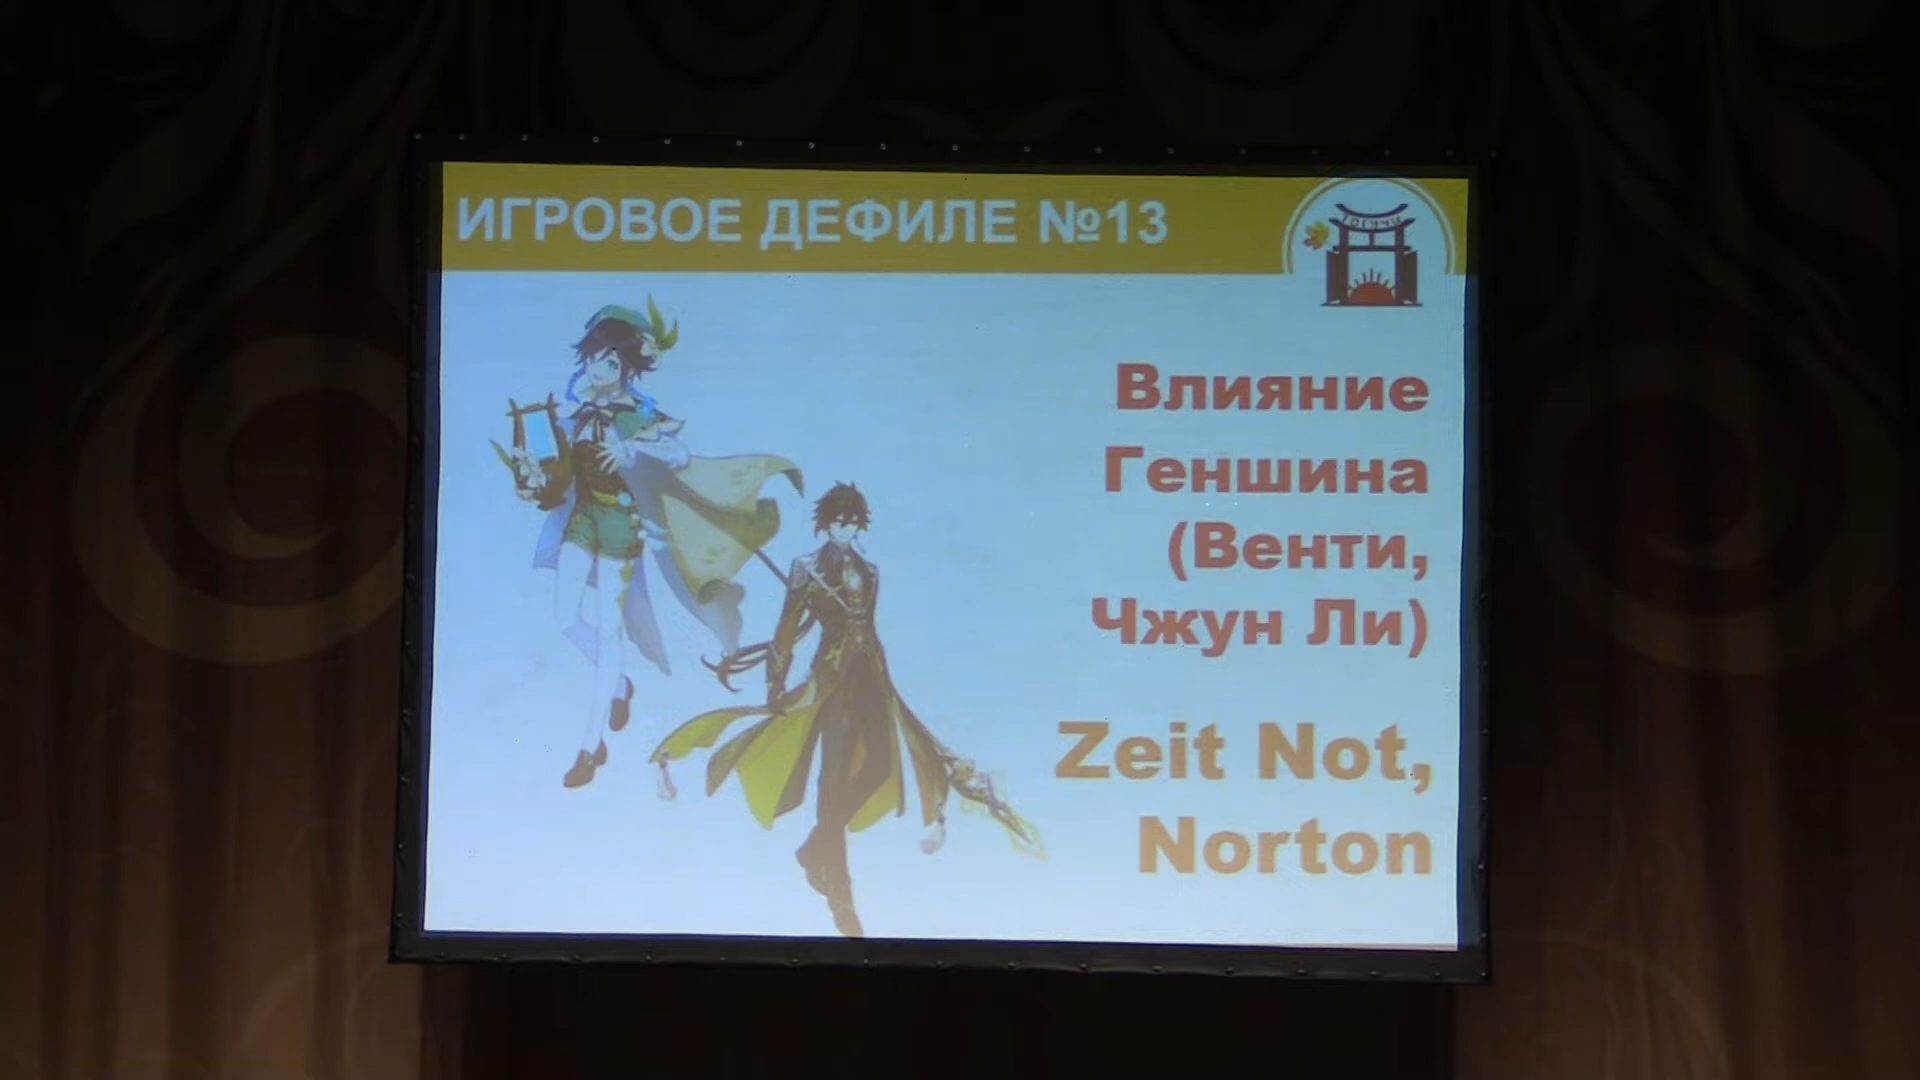 ИГРОВОЕ ДЕФИЛЕ №13
Влияние
Геншина
(Венти,
Чжун Ли)
Zeit Not,
Norton